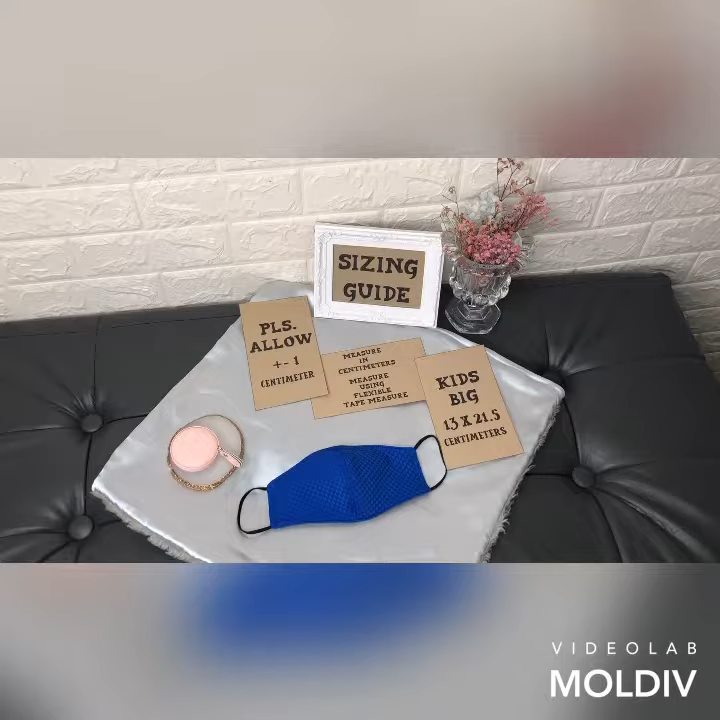 SIZING
GUIDE
PLS.
ALLOW
+- 1
CENTIMETER
MEASURE
IN
CENTIMETERS
MEASURE
USING
FLEXIBLE
TAPE MEASURE
KIDS
BIG
13 X 21.5
CENTIMETERS
VIDEOLAB
MOLDIV